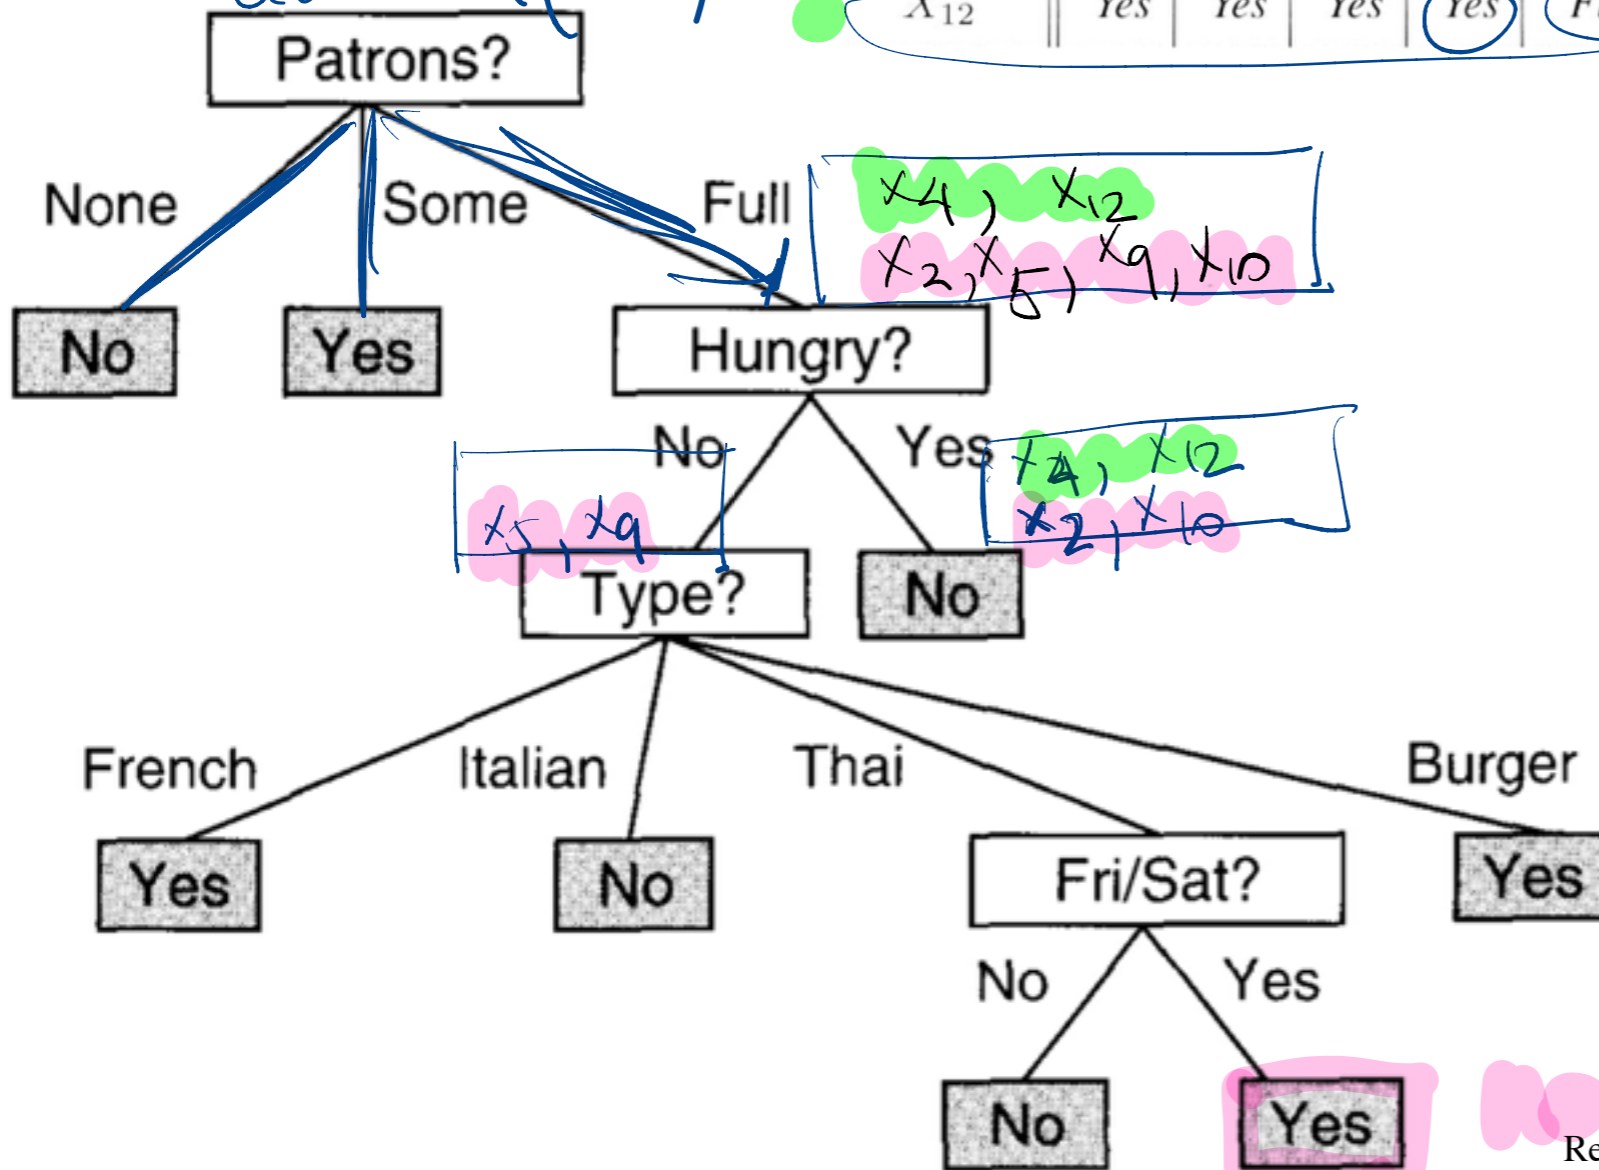 X12 Yes Yes Yes Yes
Patrons?
None Some Full
x4, x12
x2, x5, x9, x10
No Yes Hungry?
No Yes
x4, x12
x5, x9 x2, x10
Type? No
French Italian Thai Burger
Yes No Fri/Sat? Yes
No Yes
No Yes
Re